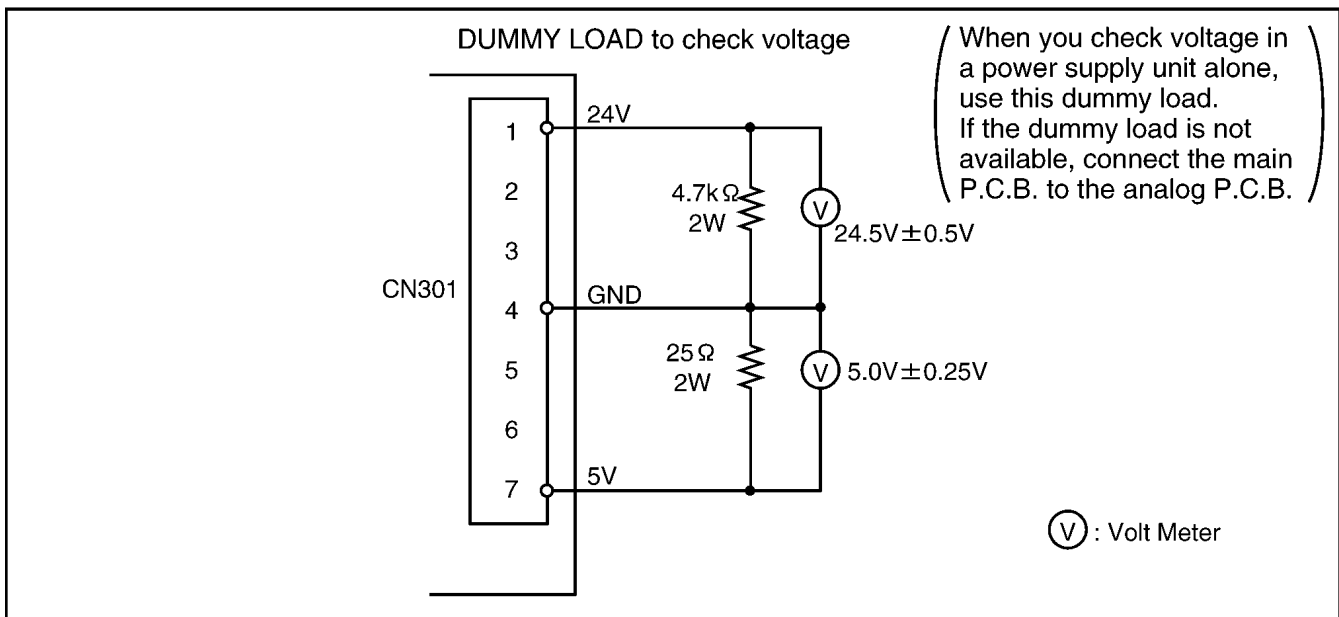 DUMMY LOAD to check voltage
When you check voltage in
a power supply unit alone,
use this dummy load.
If the dummy load is not
available, connect the main
P.C.B. to the analog P.C.B.
CN301
1
2
3
4
5
6
7
24V
4.7kΩ
2W
V
24.5V±0.5V
GND
25Ω
2W
V
5.0V±0.25V
5V
V : Volt Meter